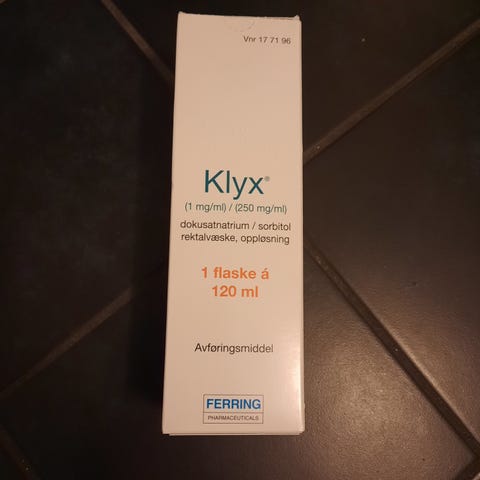 Vnr 17 71 96
Klyx®
(1 mg/ml) / (250 mg/ml)
dokusatnatrium / sorbitol
rektalvæske, oppløsning
1 flaske á
120 ml
Avføringsmiddel
FERRING
PHARMACEUTICALS